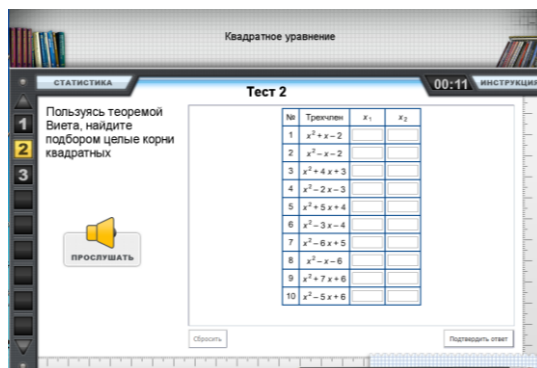 Квадратное уравнение
СТАТИСТИКА
Тест 2
00:11
ИНСТРУКЦИЯ
Пользуясь теоремой
Виета, найдите
подбором целые корни
квадратных
1
2
3
ПРОСЛУШАТЬ
№ Трехчлен x₁ x₂
1 x²+x−2
2 x²−x−2
3 x²+4x+3
4 x²−2x−3
5 x²+5x+4
6 x²−3x−4
7 x²−6x+5
8 x²−x−6
9 x²+7x+6
10 x²−5x+6
Сбросить
Подтвердить ответ